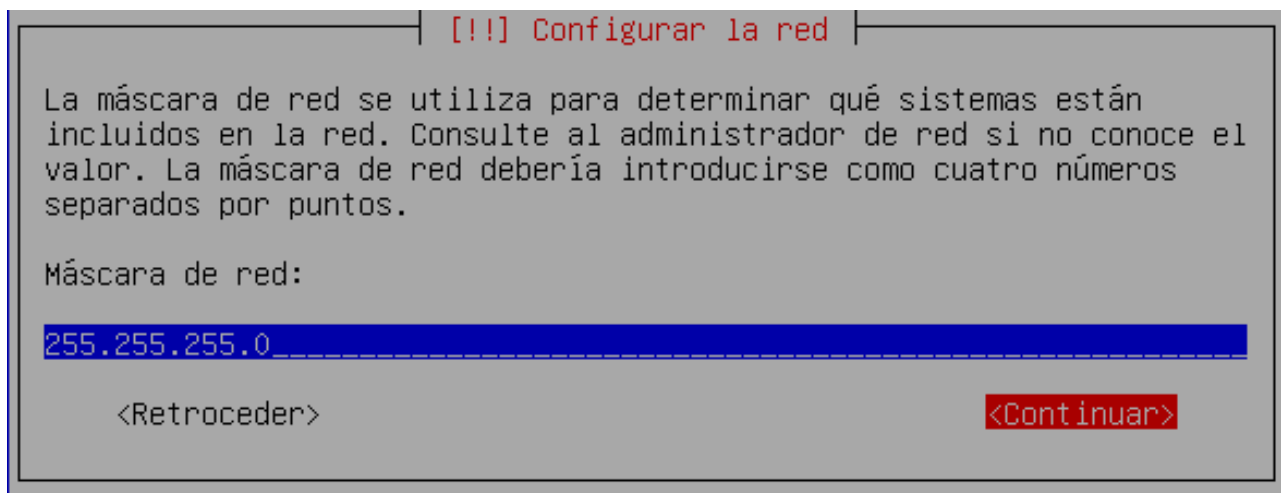 [!!] Configurar la red
La máscara de red se utiliza para determinar qué sistemas están
incluidos en la red. Consulte al administrador de red si no conoce el
valor. La máscara de red debería introducirse como cuatro números
separados por puntos.
Máscara de red:
255.255.255.0
<Retroceder> <Continuar>